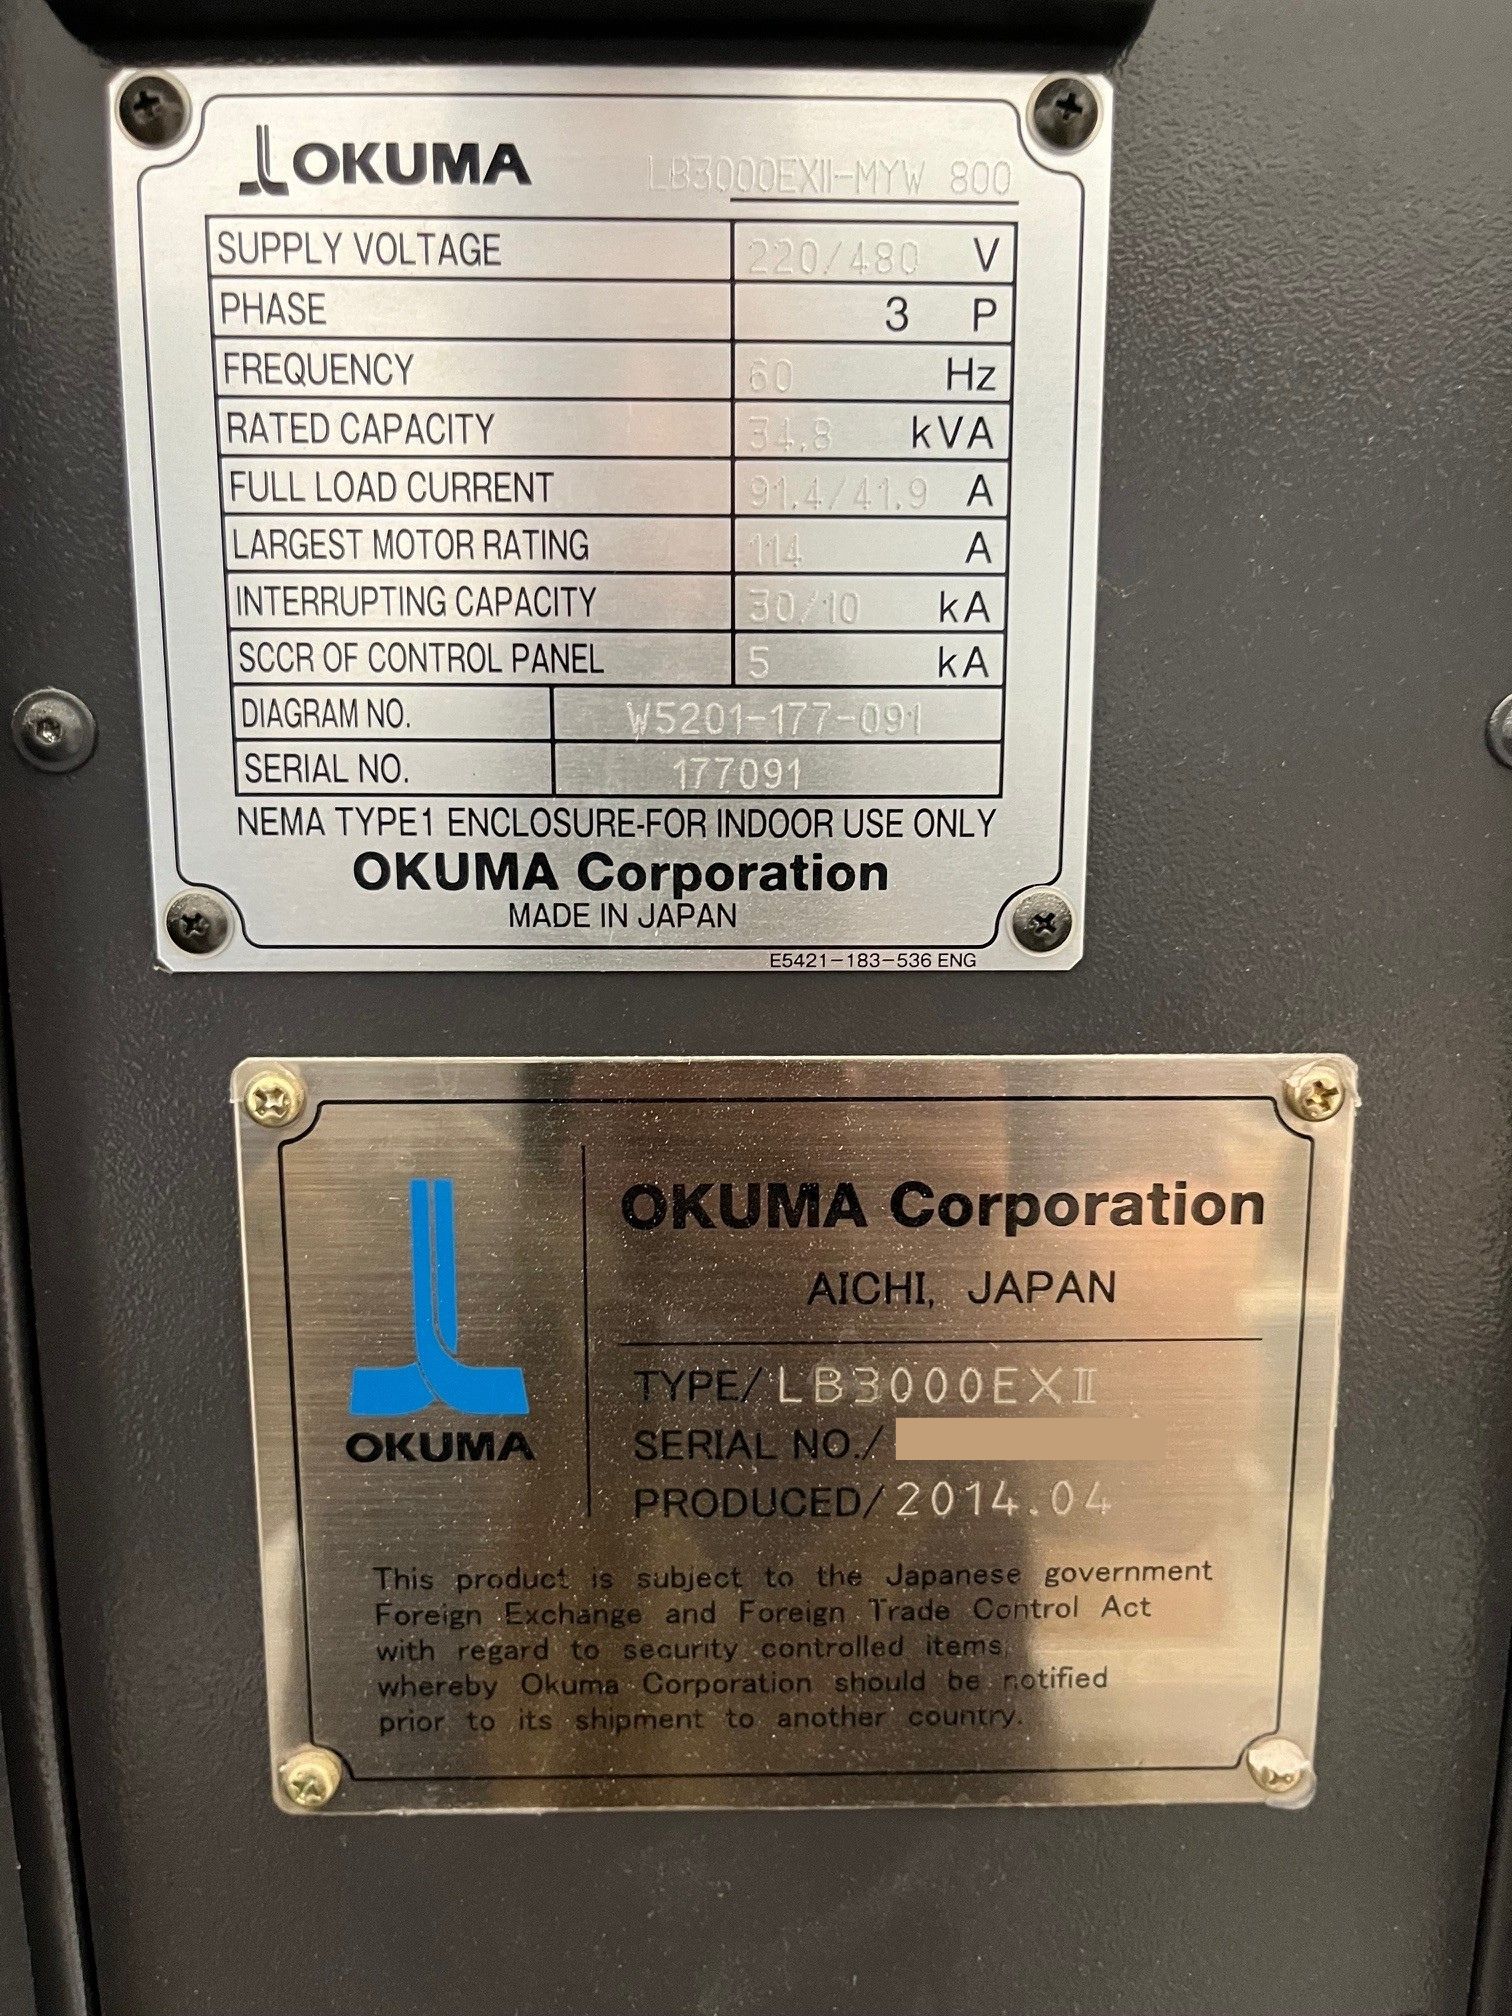 OKUMA LB3000EXII-MYW 800
SUPPLY VOLTAGE 220/480 V
PHASE 3 P
FREQUENCY 60 Hz
RATED CAPACITY 34.8 kVA
FULL LOAD CURRENT 91.4/41.9 A
LARGEST MOTOR RATING 114 A
INTERRUPTING CAPACITY 30/10 kA
SCCR OF CONTROL PANEL 5 kA
DIAGRAM NO. W5201-177-091
SERIAL NO. 177091
NEMA TYPE1 ENCLOSURE-FOR INDOOR USE ONLY
OKUMA Corporation
MADE IN JAPAN
E5421-183-536 ENG
OKUMA
OKUMA Corporation
AICHI, JAPAN
TYPE/LB3000EXⅡ
SERIAL NO./
PRODUCED/2014.04
This product is subject to the Japanese government
Foreign Exchange and Foreign Trade Control Act
with regard to security controlled items,
whereby Okuma Corporation should be notified
prior to its shipment to another country.